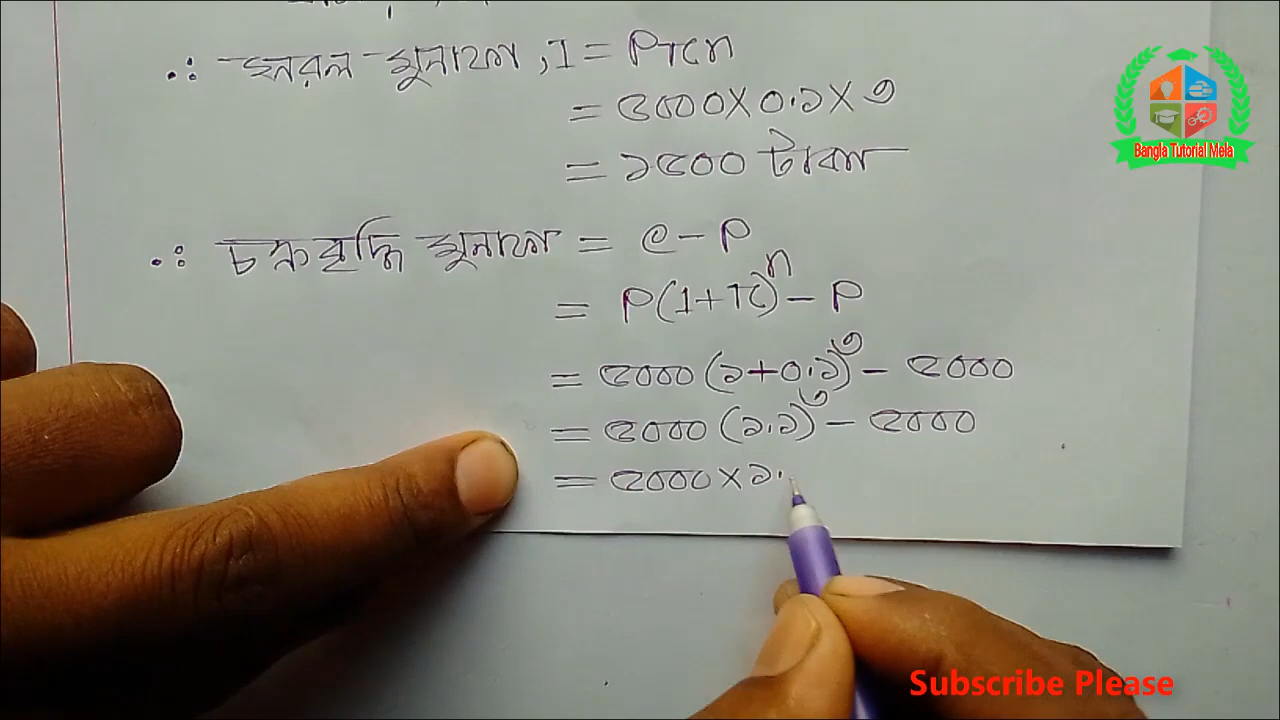 ∴ সরল মুনাফা, I = Prn
= ৫০০০ X ০.১ X ৩
= ১৫০০ টাকা
∴ চক্রবৃদ্ধি মুনাফা = C - P
= P(1+r)ⁿ - P
= ৫০০০ (১+০.১)^৩ - ৫০০০
= ৫০০০ (১.১)^৩ - ৫০০০
= ৫০০০ X ১.
Bangla Tutorial Mela
Subscribe Please